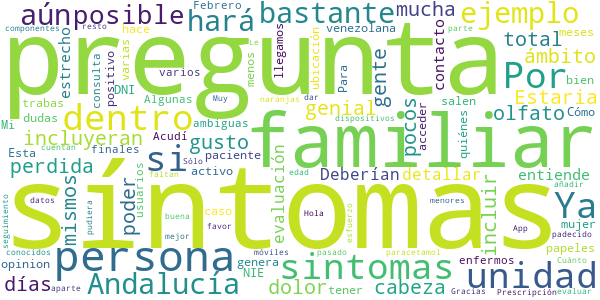 Febrero
aún
posible
hará
bastante
mucha
ejemplo
componentes
resto
hace
venezolana
Le
parte
meses
pregunta
estrecho
consulta
positivo
varias
varios
menos
llegamos
ubicación
Para
gente
contacto
total
ámbito
Por
bien
trabas
DNI
Algunas
naranjas
dar
Estaria
dudas
Muy
dispositivos
salen
Cómo
Mi
dentro
genial
pocos
acceder
olfato
quiénes
incluyeran
ambiguas
familiar
Esta
finales
Acudí
gusto
perdida
si
paciente
evaluación
Deberían
entiende
cuentan
Sólo
activo
edad
detallar
incluir
añadir
mismos
faltan
síntomas
Ya
seguimiento
datos
poder
usuarios
caso
pudiera
buena
favor
Hola
esfuerzo
menores
App
mujer
padecido
persona
conocidos
mejor
genera
móviles
pasado
paracetamol
enfermos
papeles
Cuánto
opinion
NIE
sintomas
unidad
días
Andalucía
dolor
tener
cabeza
aparte
Gracias
Prescripción
evaluar